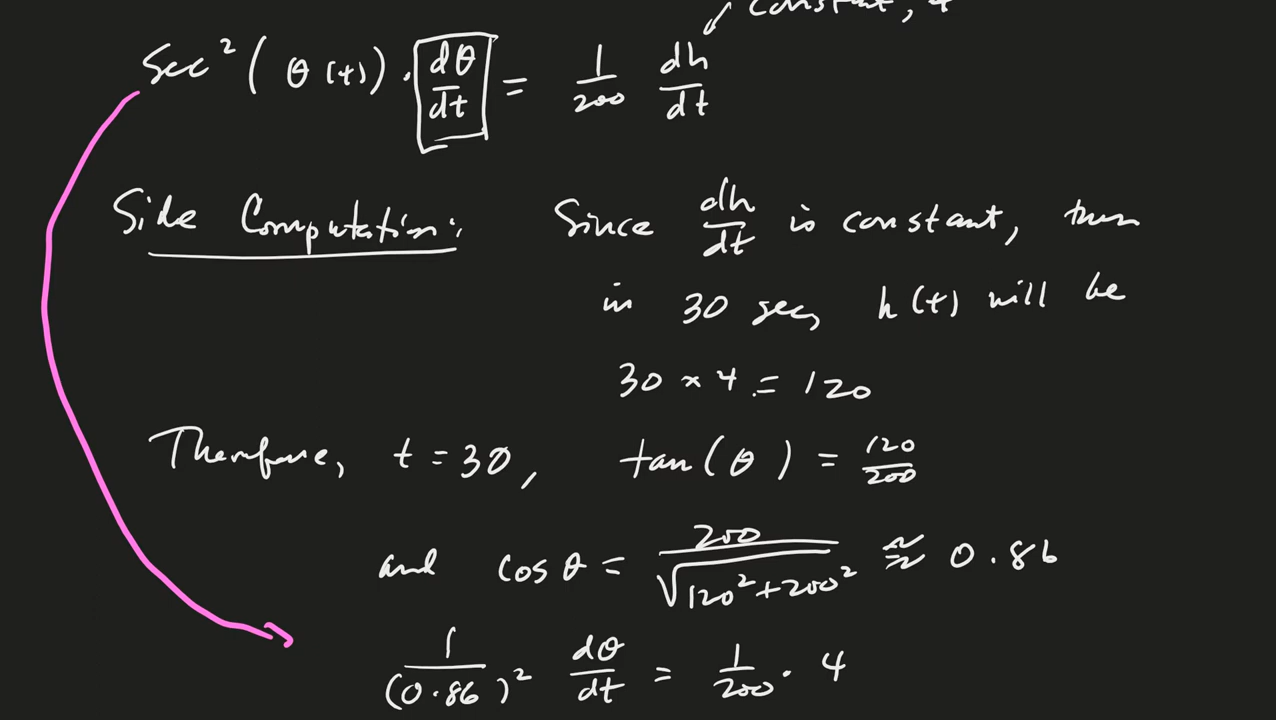 constant, 4
sec²(θ(t)) · dθ/dt = 1/200 dh/dt
Side Computation: Since dh/dt is constant, then
in 30 sec, h(t) will be
30 × 4 = 120
Therefore, t = 30, tan(θ) = 120/200
and cos θ = 200/√(120² + 200²) ≈ 0.86
1/(0.86)² dθ/dt = 1/200 · 4